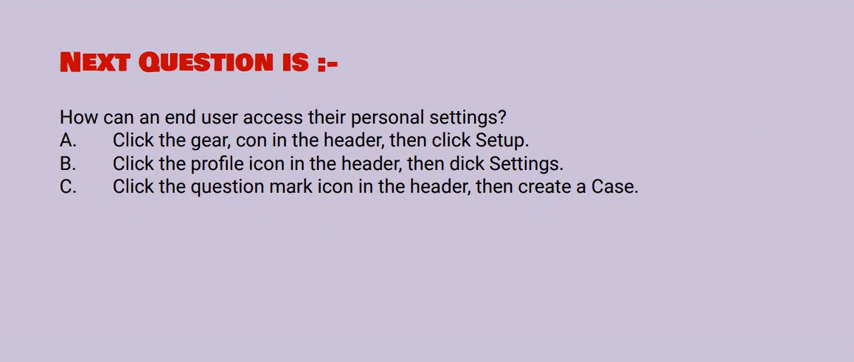 Next Question is :-
How can an end user access their personal settings?
A. Click the gear, con in the header, then click Setup.
B. Click the profile icon in the header, then dick Settings.
C. Click the question mark icon in the header, then create a Case.